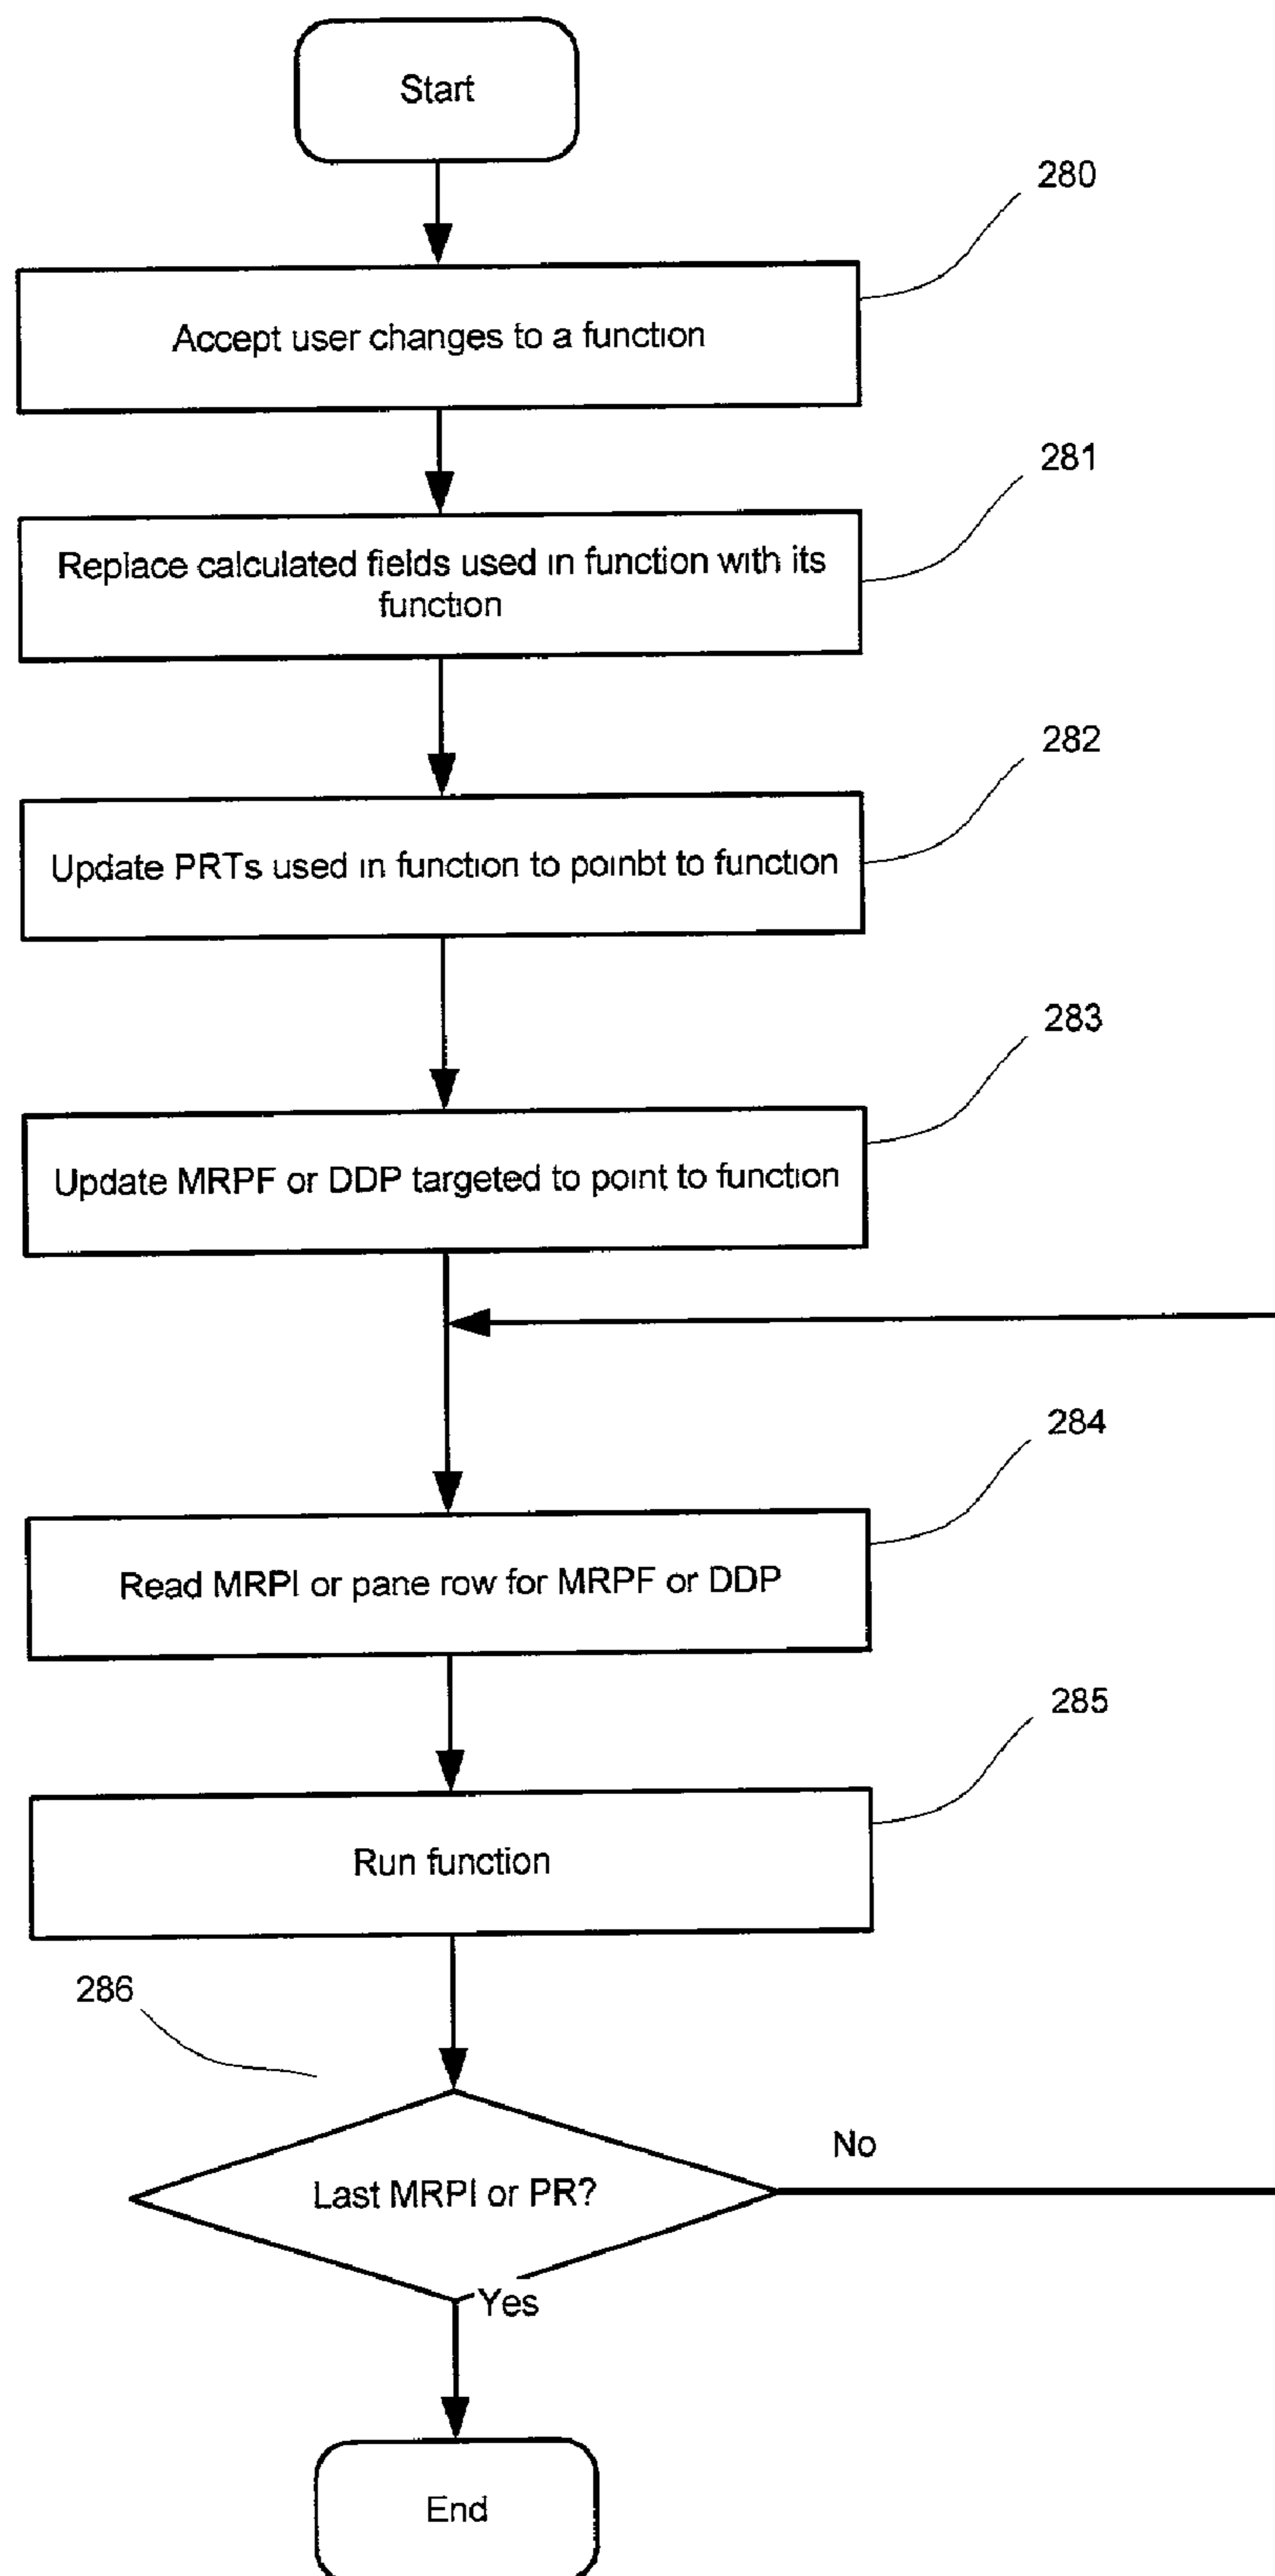 Start
280
Accept user changes to a function
281
Replace calculated fields used in function with its
function
282
Update PRTs used in function to poinbt to function
283
Update MRPF or DDP targeted to point to function
284
Read MRPI or pane row for MRPF or DDP
285
Run function
286
Last MRPI or PR?
No
Yes
End